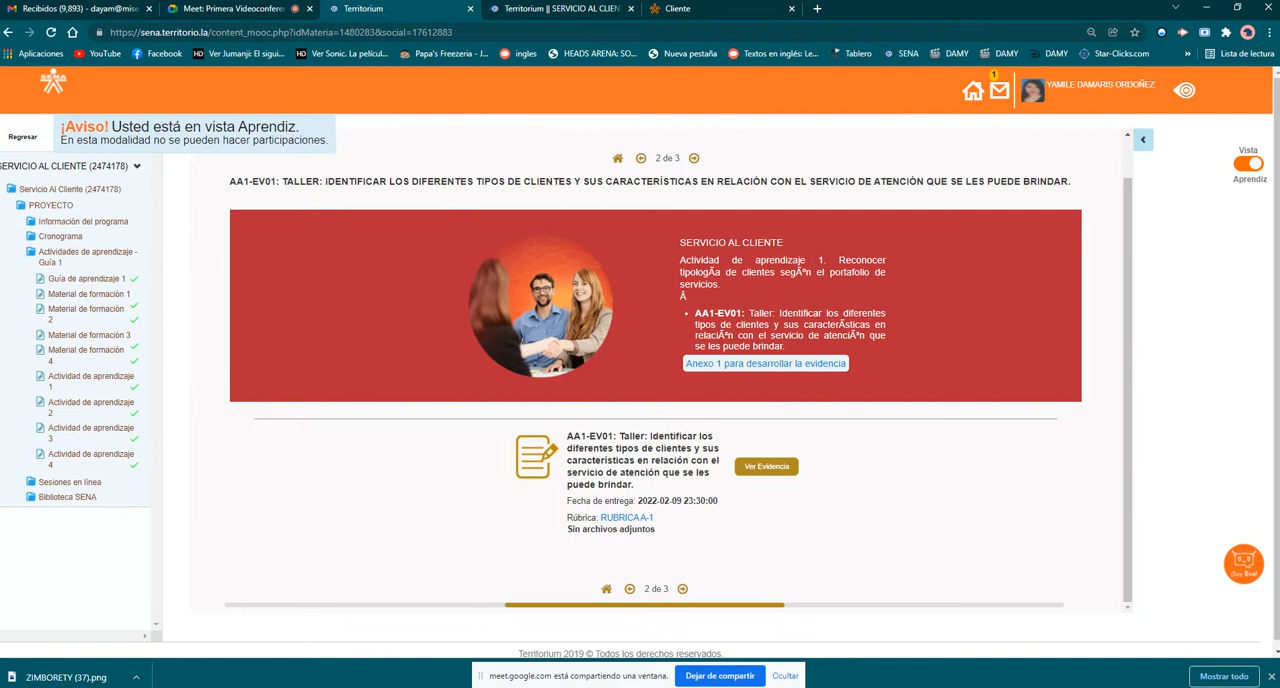 Recibidos (9,893) - dayam@mise
Meet: Primera Videoconferen
Territorium
Territorium || SERVICIO AL CLIEN
Cliente
https://sena.territorio.la/content_mooc.php?idMateria=1480283&social=17612883
Aplicaciones
YouTube
Facebook
Ver Jumanji: El sigui...
Ver Sonic. La pelícu...
Papa's Freezeria - J...
ingles
HEADS ARENA: SO...
Nueva pestaña
Textos en inglés: Le...
Tablero
SENA
DAMY
DAMY
DAMY
Star-Clicks.com
»
Lista de lectura
SENA
1
YAMILE DAMARIS ORDOÑEZ
Regresar
¡Aviso! Usted está en vista Aprendiz.
En esta modalidad no se pueden hacer participaciones.
Vista
Aprendiz
SERVICIO AL CLIENTE (2474178)
Servicio Al Cliente (2474178)
PROYECTO
Información del programa
Cronograma
Actividades de aprendizaje -
Guía 1
Guía de aprendizaje 1
Material de formación 1
Material de formación
2
Material de formación 3
Material de formación
4
Actividad de aprendizaje
1
Actividad de aprendizaje
2
Actividad de aprendizaje
3
Actividad de aprendizaje
4
Sesiones en línea
Biblioteca SENA
2 de 3
AA1-EV01: TALLER: IDENTIFICAR LOS DIFERENTES TIPOS DE CLIENTES Y SUS CARACTERÍSTICAS EN RELACIÓN CON EL SERVICIO DE ATENCIÓN QUE SE LES PUEDE BRINDAR.
SERVICIO AL CLIENTE
Actividad de aprendizaje 1. Reconocer
tipologÃa de clientes segÃºn el portafolio de
servicios.
Â
• AA1-EV01: Taller: Identificar los diferentes
tipos de clientes y sus caracterÃsticas en
relaciÃ³n con el servicio de atenciÃ³n que
se les puede brindar.
Anexo 1 para desarrollar la evidencia
AA1-EV01: Taller: Identificar los
diferentes tipos de clientes y sus
características en relación con el
servicio de atención que se les
puede brindar.
Ver Evidencia
Fecha de entrega: 2022-02-09 23:30:00
Rúbrica: RUBRICA A-1
Sin archivos adjuntos
2 de 3
¡Soy Eva!
Territorium 2019 © Todos los derechos reservados.
ZIMBORETY (37).png
meet.google.com está compartiendo una ventana.
Dejar de compartir
Ocultar
Mostrar todo